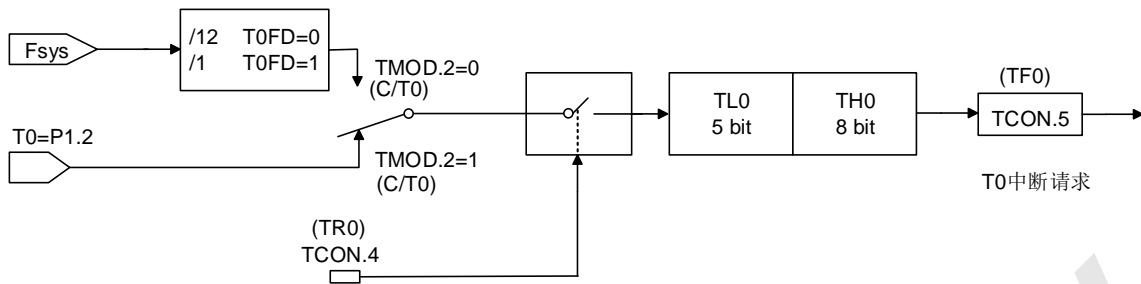 Fsys
/12 T0FD=0
/1 T0FD=1
TMOD.2=0
(C/T0)
T0=P1.2
TMOD.2=1
(C/T0)
(TR0)
TCON.4
TL0
5 bit
TH0
8 bit
(TF0)
TCON.5
T0中断请求